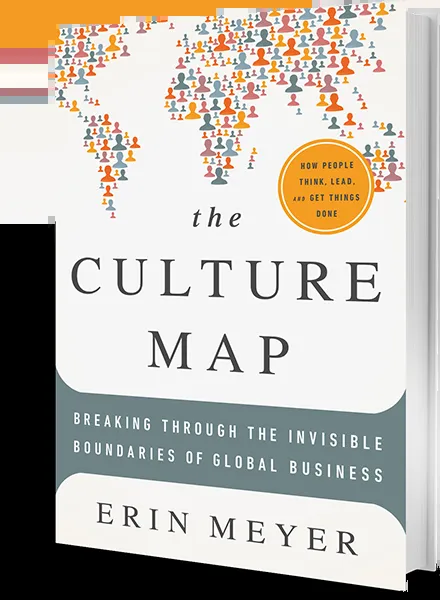 HOW PEOPLE
THINK, LEAD,
AND GET THINGS
DONE
the
CULTURE
MAP
BREAKING THROUGH THE INVISIBLE
BOUNDARIES OF GLOBAL BUSINESS
ERIN MEYER